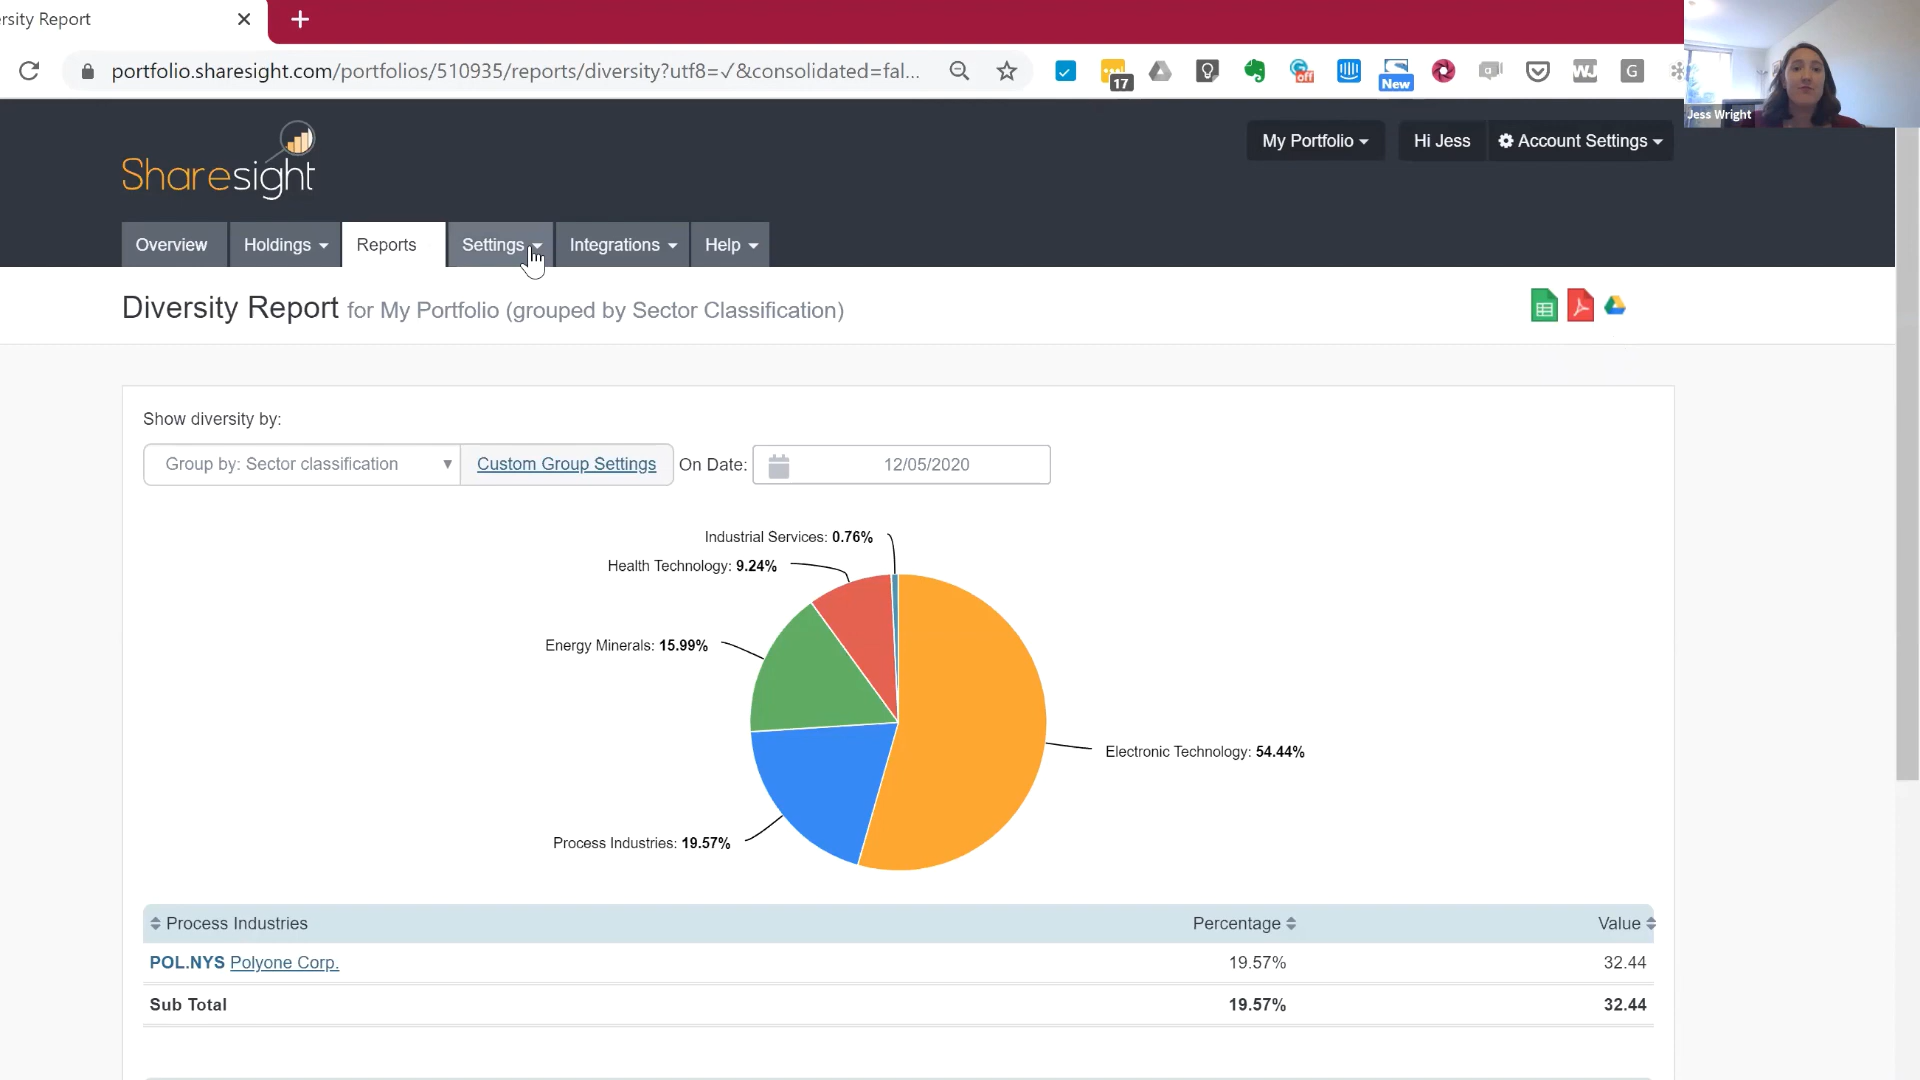 ersity Report
portfolio.sharesight.com/portfolios/510935/reports/diversity?utf8=✓&consolidated=fal...
17
off
New
WJ
G
Jess Wright
Sharesight
My Portfolio
Hi Jess
Account Settings
Overview
Holdings
Reports
Settings
Integrations
Help
Diversity Report for My Portfolio (grouped by Sector Classification)
Show diversity by:
Group by: Sector classification
Custom Group Settings
On Date:
12/05/2020
Industrial Services: 0.76%
Health Technology: 9.24%
Energy Minerals: 15.99%
Electronic Technology: 54.44%
Process Industries: 19.57%
Process Industries Percentage Value
POL.NYS Polyone Corp. 19.57% 32.44
Sub Total 19.57% 32.44